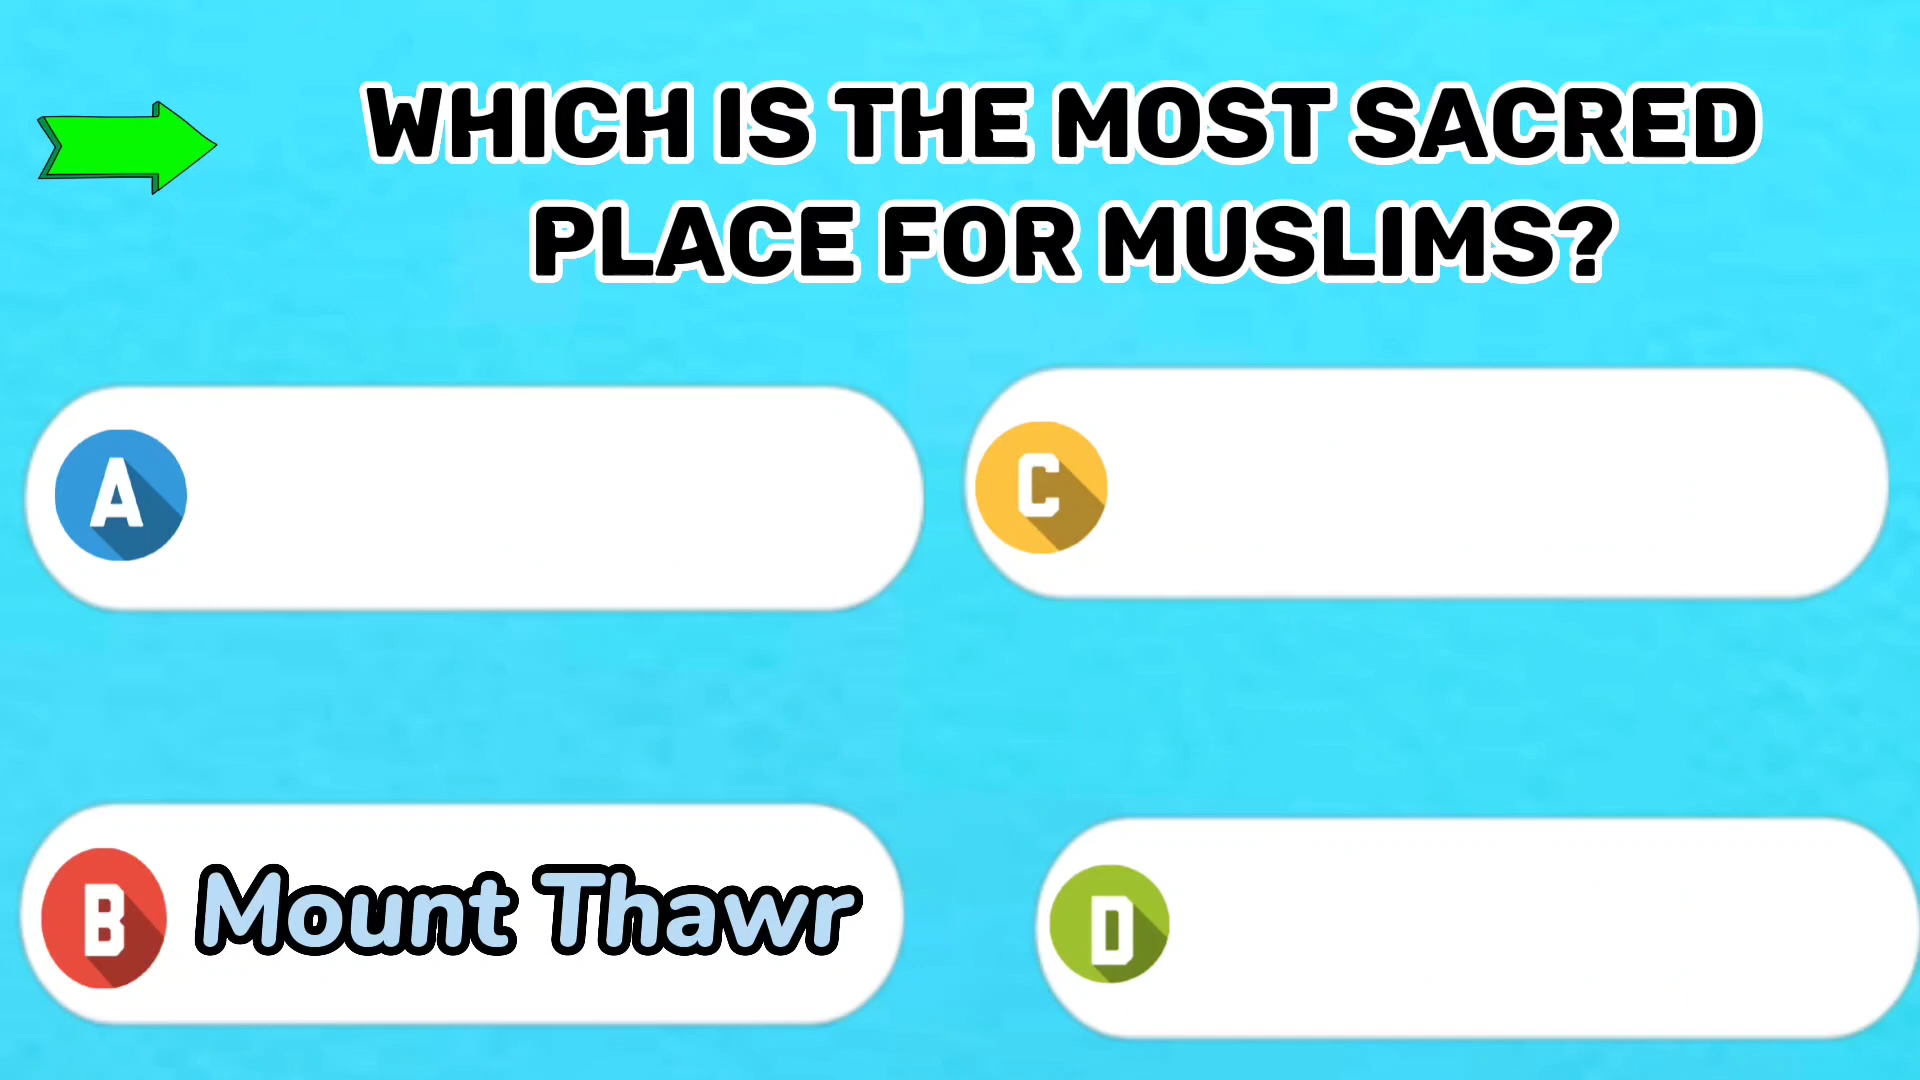 WHICH IS THE MOST SACRED
PLACE FOR MUSLIMS?
A
C
B Mount Thawr
D